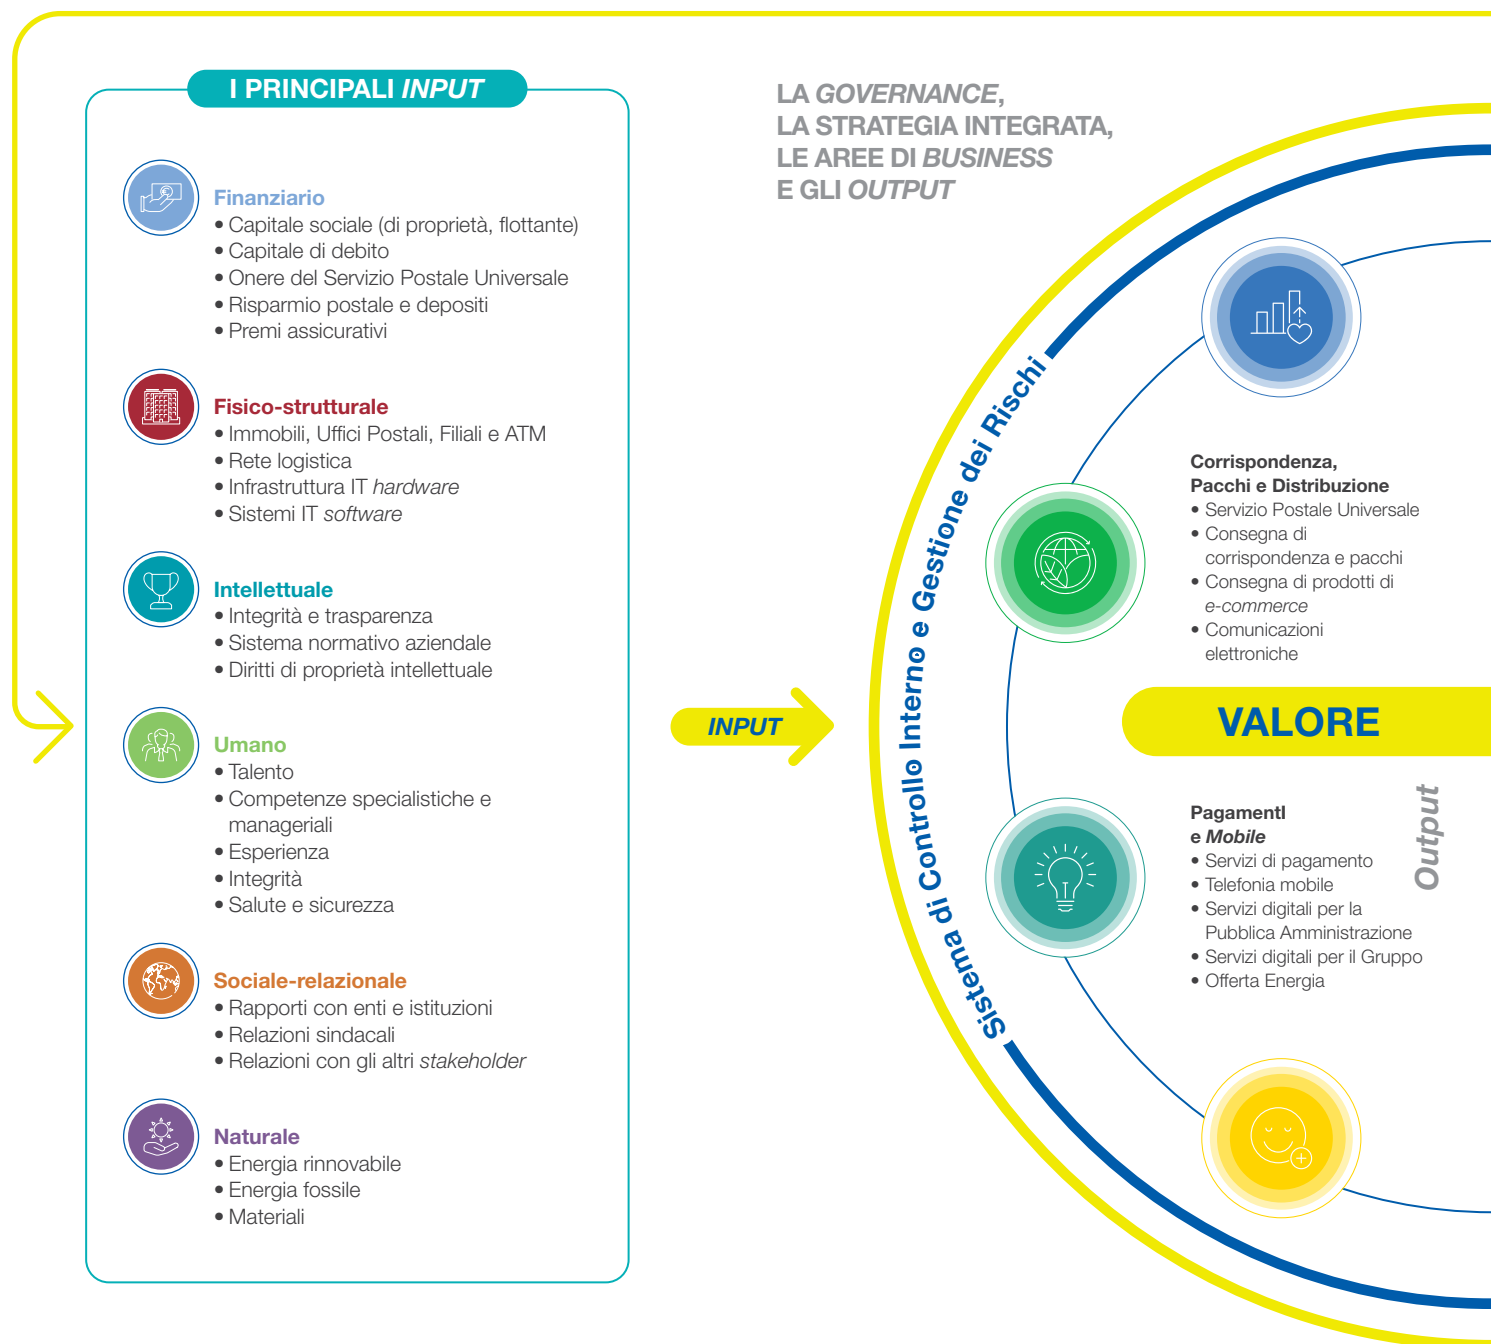 I PRINCIPALI INPUT
Finanziario
• Capitale sociale (di proprietà, flottante)
• Capitale di debito
• Onere del Servizio Postale Universale
• Risparmio postale e depositi
• Premi assicurativi
Fisico-strutturale
• Immobili, Uffici Postali, Filiali e ATM
• Rete logistica
• Infrastruttura IT hardware
• Sistemi IT software
Intellettuale
• Integrità e trasparenza
• Sistema normativo aziendale
• Diritti di proprietà intellettuale
Umano
• Talento
• Competenze specialistiche e
manageriali
• Esperienza
• Integrità
• Salute e sicurezza
Sociale-relazionale
• Rapporti con enti e istituzioni
• Relazioni sindacali
• Relazioni con gli altri stakeholder
Naturale
• Energia rinnovabile
• Energia fossile
• Materiali
INPUT
LA GOVERNANCE,
LA STRATEGIA INTEGRATA,
LE AREE DI BUSINESS
E GLI OUTPUT
Sistema di Controllo Interno e Gestione dei Rischi
Corrispondenza,
Pacchi e Distribuzione
• Servizio Postale Universale
• Consegna di
corrispondenza e pacchi
• Consegna di prodotti di
e-commerce
• Comunicazioni
elettroniche
VALORE
PagamentI
e Mobile
• Servizi di pagamento
• Telefonia mobile
• Servizi digitali per la
Pubblica Amministrazione
• Servizi digitali per il Gruppo
• Offerta Energia
Output